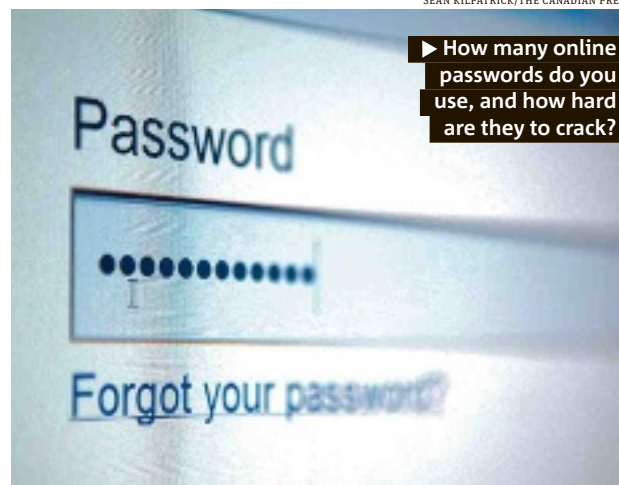 SEAN KILPATRICK/THE CANADIAN PRE
▶ How many online
passwords do you
use, and how hard
are they to crack?
Password
Forgot your password?